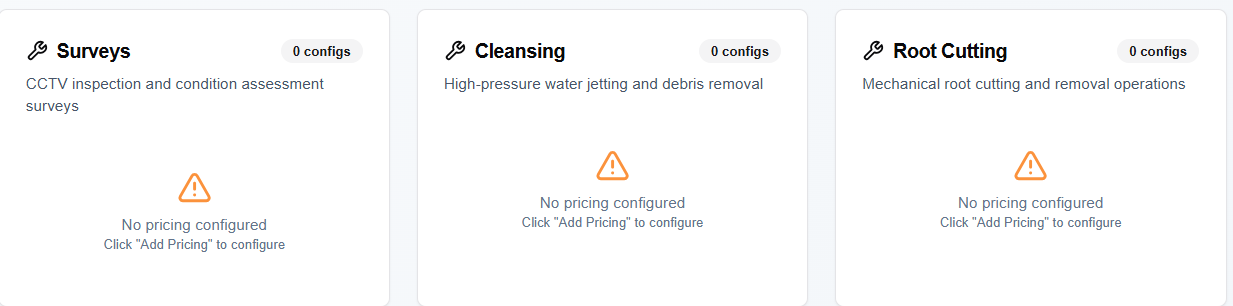 Surveys
0 configs
CCTV inspection and condition assessment
surveys
No pricing configured
Click "Add Pricing" to configure
Cleansing
0 configs
High-pressure water jetting and debris removal
No pricing configured
Click "Add Pricing" to configure
Root Cutting
0 configs
Mechanical root cutting and removal operations
No pricing configured
Click "Add Pricing" to configure